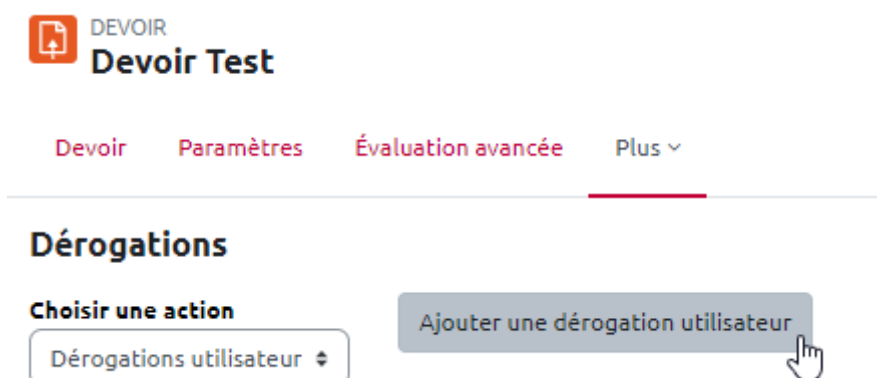 DEVOIR
Devoir Test
Devoir Paramètres Évaluation avancée Plus
Dérogations
Choisir une action
Ajouter une dérogation utilisateur
Dérogations utilisateur